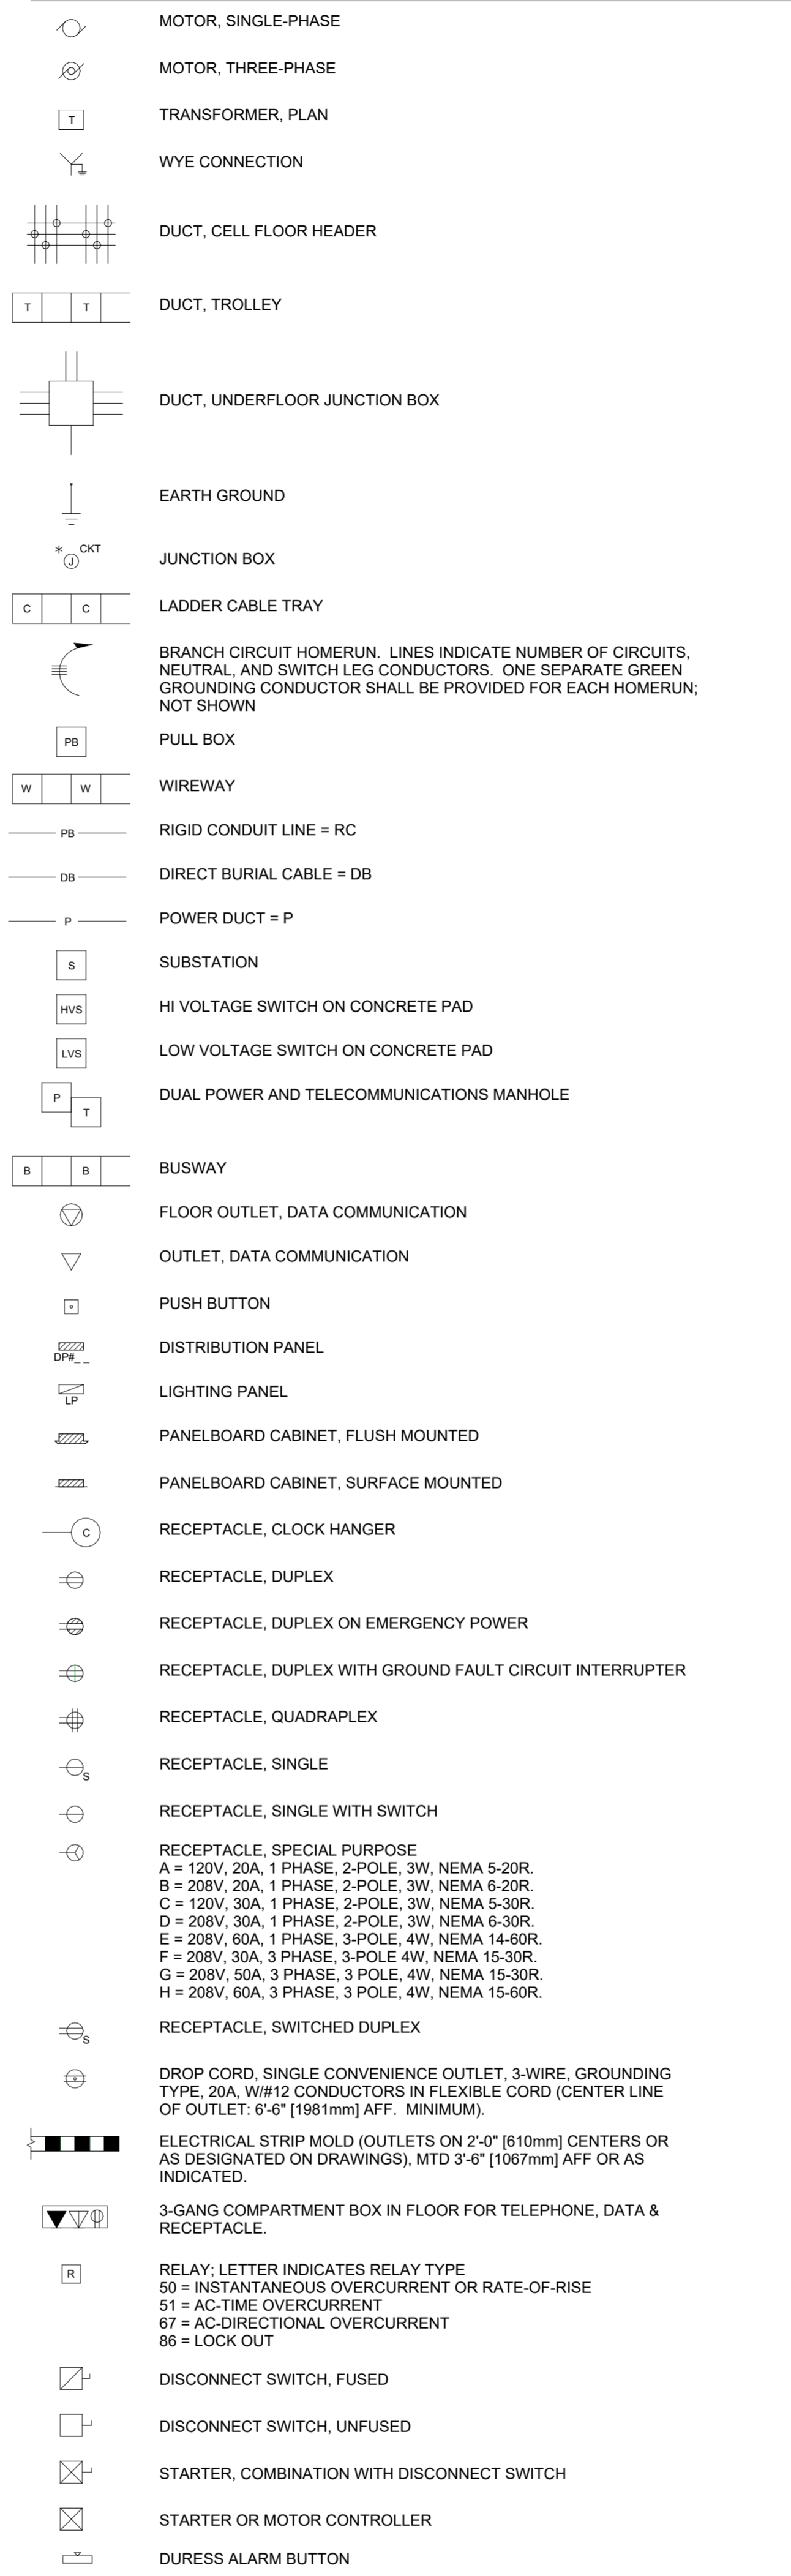 MOTOR, SINGLE-PHASE
MOTOR, THREE-PHASE
T TRANSFORMER, PLAN
WYE CONNECTION
DUCT, CELL FLOOR HEADER
T T DUCT, TROLLEY
DUCT, UNDERFLOOR JUNCTION BOX
EARTH GROUND
* J CKT JUNCTION BOX
C C LADDER CABLE TRAY
BRANCH CIRCUIT HOMERUN. LINES INDICATE NUMBER OF CIRCUITS,
NEUTRAL, AND SWITCH LEG CONDUCTORS. ONE SEPARATE GREEN
GROUNDING CONDUCTOR SHALL BE PROVIDED FOR EACH HOMERUN;
NOT SHOWN
PB PULL BOX
W W WIREWAY
PB RIGID CONDUIT LINE = RC
DB DIRECT BURIAL CABLE = DB
P POWER DUCT = P
S SUBSTATION
HVS HI VOLTAGE SWITCH ON CONCRETE PAD
LVS LOW VOLTAGE SWITCH ON CONCRETE PAD
P T DUAL POWER AND TELECOMMUNICATIONS MANHOLE
B B BUSWAY
FLOOR OUTLET, DATA COMMUNICATION
OUTLET, DATA COMMUNICATION
PUSH BUTTON
DP#_ _ DISTRIBUTION PANEL
LP LIGHTING PANEL
PANELBOARD CABINET, FLUSH MOUNTED
PANELBOARD CABINET, SURFACE MOUNTED
C RECEPTACLE, CLOCK HANGER
RECEPTACLE, DUPLEX
RECEPTACLE, DUPLEX ON EMERGENCY POWER
RECEPTACLE, DUPLEX WITH GROUND FAULT CIRCUIT INTERRUPTER
RECEPTACLE, QUADRAPLEX
S RECEPTACLE, SINGLE
RECEPTACLE, SINGLE WITH SWITCH
RECEPTACLE, SPECIAL PURPOSE
A = 120V, 20A, 1 PHASE, 2-POLE, 3W, NEMA 5-20R.
B = 208V, 20A, 1 PHASE, 2-POLE, 3W, NEMA 6-20R.
C = 120V, 30A, 1 PHASE, 2-POLE, 3W, NEMA 5-30R.
D = 208V, 30A, 1 PHASE, 2-POLE, 3W, NEMA 6-30R.
E = 208V, 60A, 1 PHASE, 3-POLE, 4W, NEMA 14-60R.
F = 208V, 30A, 3 PHASE, 3-POLE 4W, NEMA 15-30R.
G = 208V, 50A, 3 PHASE, 3 POLE, 4W, NEMA 15-30R.
H = 208V, 60A, 3 PHASE, 3 POLE, 4W, NEMA 15-60R.
S RECEPTACLE, SWITCHED DUPLEX
DROP CORD, SINGLE CONVENIENCE OUTLET, 3-WIRE, GROUNDING
TYPE, 20A, W/#12 CONDUCTORS IN FLEXIBLE CORD (CENTER LINE
OF OUTLET: 6'-6" [1981mm] AFF. MINIMUM).
ELECTRICAL STRIP MOLD (OUTLETS ON 2'-0" [610mm] CENTERS OR
AS DESIGNATED ON DRAWINGS), MTD 3'-6" [1067mm] AFF OR AS
INDICATED.
3-GANG COMPARTMENT BOX IN FLOOR FOR TELEPHONE, DATA &
RECEPTACLE.
R RELAY; LETTER INDICATES RELAY TYPE
50 = INSTANTANEOUS OVERCURRENT OR RATE-OF-RISE
51 = AC-TIME OVERCURRENT
67 = AC-DIRECTIONAL OVERCURRENT
86 = LOCK OUT
DISCONNECT SWITCH, FUSED
DISCONNECT SWITCH, UNFUSED
STARTER, COMBINATION WITH DISCONNECT SWITCH
STARTER OR MOTOR CONTROLLER
DURESS ALARM BUTTON